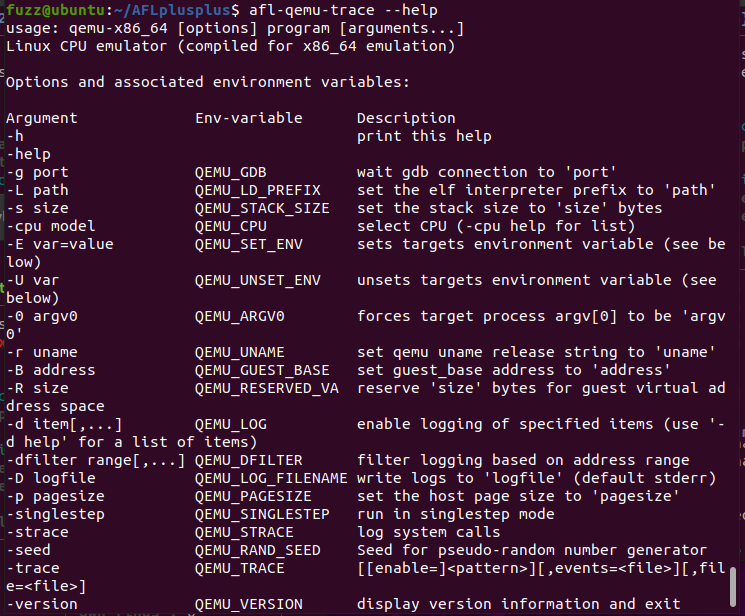 fuzz@ubuntu:~/AFLplusplus$ afl-qemu-trace --help
usage: qemu-x86_64 [options] program [arguments...]
Linux CPU emulator (compiled for x86_64 emulation)
Options and associated environment variables:
Argument             Env-variable      Description
-h                                     print this help
-help
-g port              QEMU_GDB          wait gdb connection to 'port'
-L path              QEMU_LD_PREFIX    set the elf interpreter prefix to 'path'
-s size              QEMU_STACK_SIZE   set the stack size to 'size' bytes
-cpu model           QEMU_CPU          select CPU (-cpu help for list)
-E var=value         QEMU_SET_ENV      sets targets environment variable (see be
low)
-U var               QEMU_UNSET_ENV    unsets targets environment variable (see 
below)
-0 argv0             QEMU_ARGV0        forces target process argv[0] to be 'argv
0'
-r uname             QEMU_UNAME        set qemu uname release string to 'uname'
-B address           QEMU_GUEST_BASE   set guest_base address to 'address'
-R size              QEMU_RESERVED_VA  reserve 'size' bytes for guest virtual ad
dress space
-d item[,...]        QEMU_LOG          enable logging of specified items (use '-
d help' for a list of items)
-dfilter range[,...] QEMU_DFILTER      filter logging based on address range
-D logfile           QEMU_LOG_FILENAME write logs to 'logfile' (default stderr)
-p pagesize          QEMU_PAGESIZE     set the host page size to 'pagesize'
-singlestep          QEMU_SINGLESTEP   run in singlestep mode
-strace              QEMU_STRACE       log system calls
-seed                QEMU_RAND_SEED    Seed for pseudo-random number generator
-trace               QEMU_TRACE        [[enable=]<pattern>][,events=<file>][,fil
e=<file>]
-version             QEMU_VERSION      display version information and exit